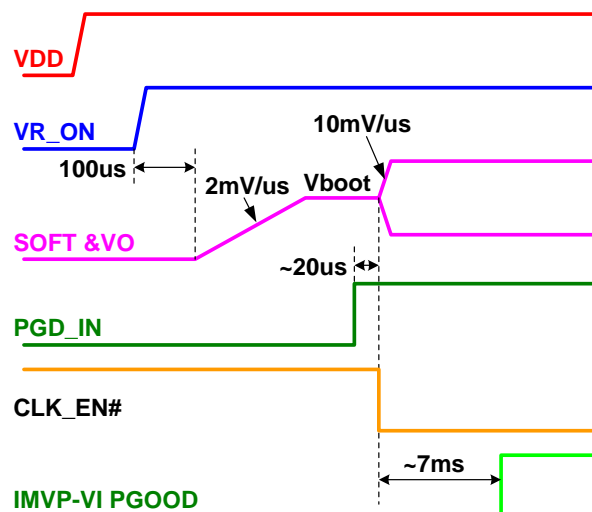 VDD
10mV/us
VR_ON
100us
2mV/us
Vboot
SOFT &VO
~20us
PGD_IN
CLK_EN#
~7ms
IMVP-VI PGOOD